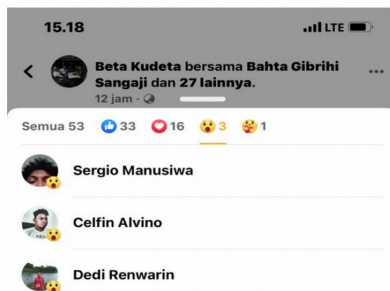 15.18
LTE
Beta Kudeta bersama Bahta Gibrihi
Sangaji dan 27 lainnya.
12 jam ·
Semua 53 33 16 3 1
Sergio Manusiwa
Celfin Alvino
Dedi Renwarin